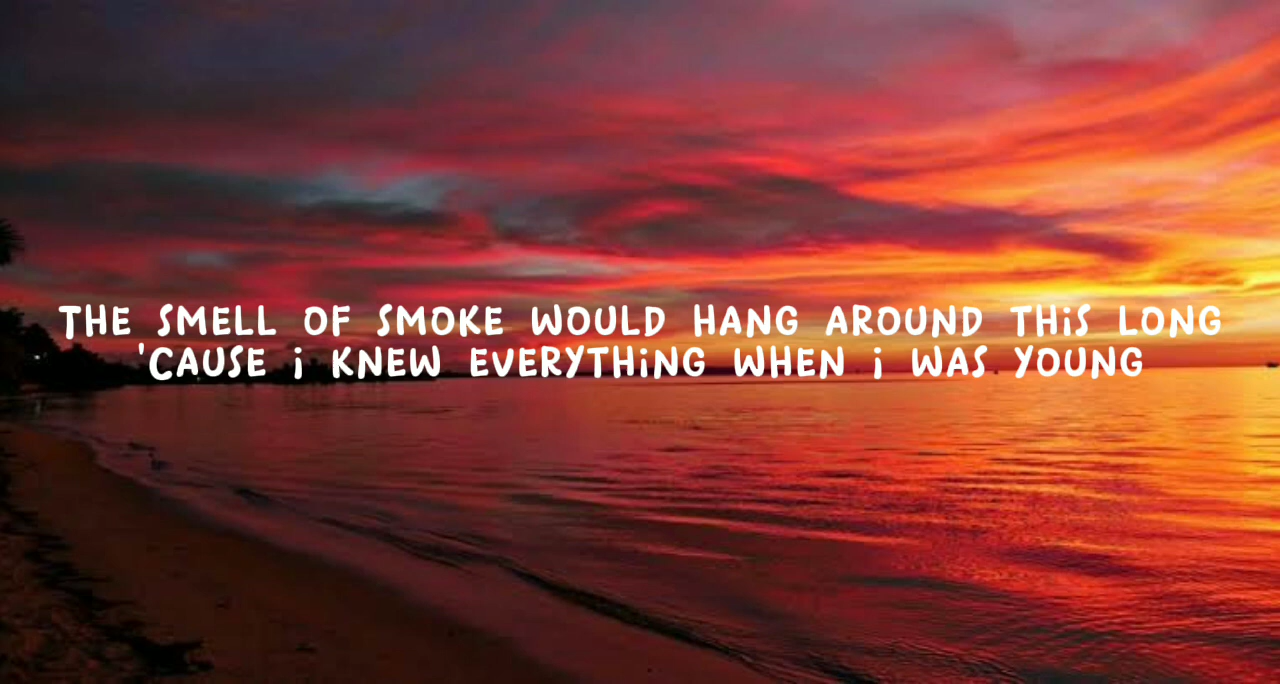 THE SMELL OF SMOKE WOULD HANG AROUND THiS LONG
'CAUSE i KNEW EVERYTHiNG WHEN i WAS YOUNG